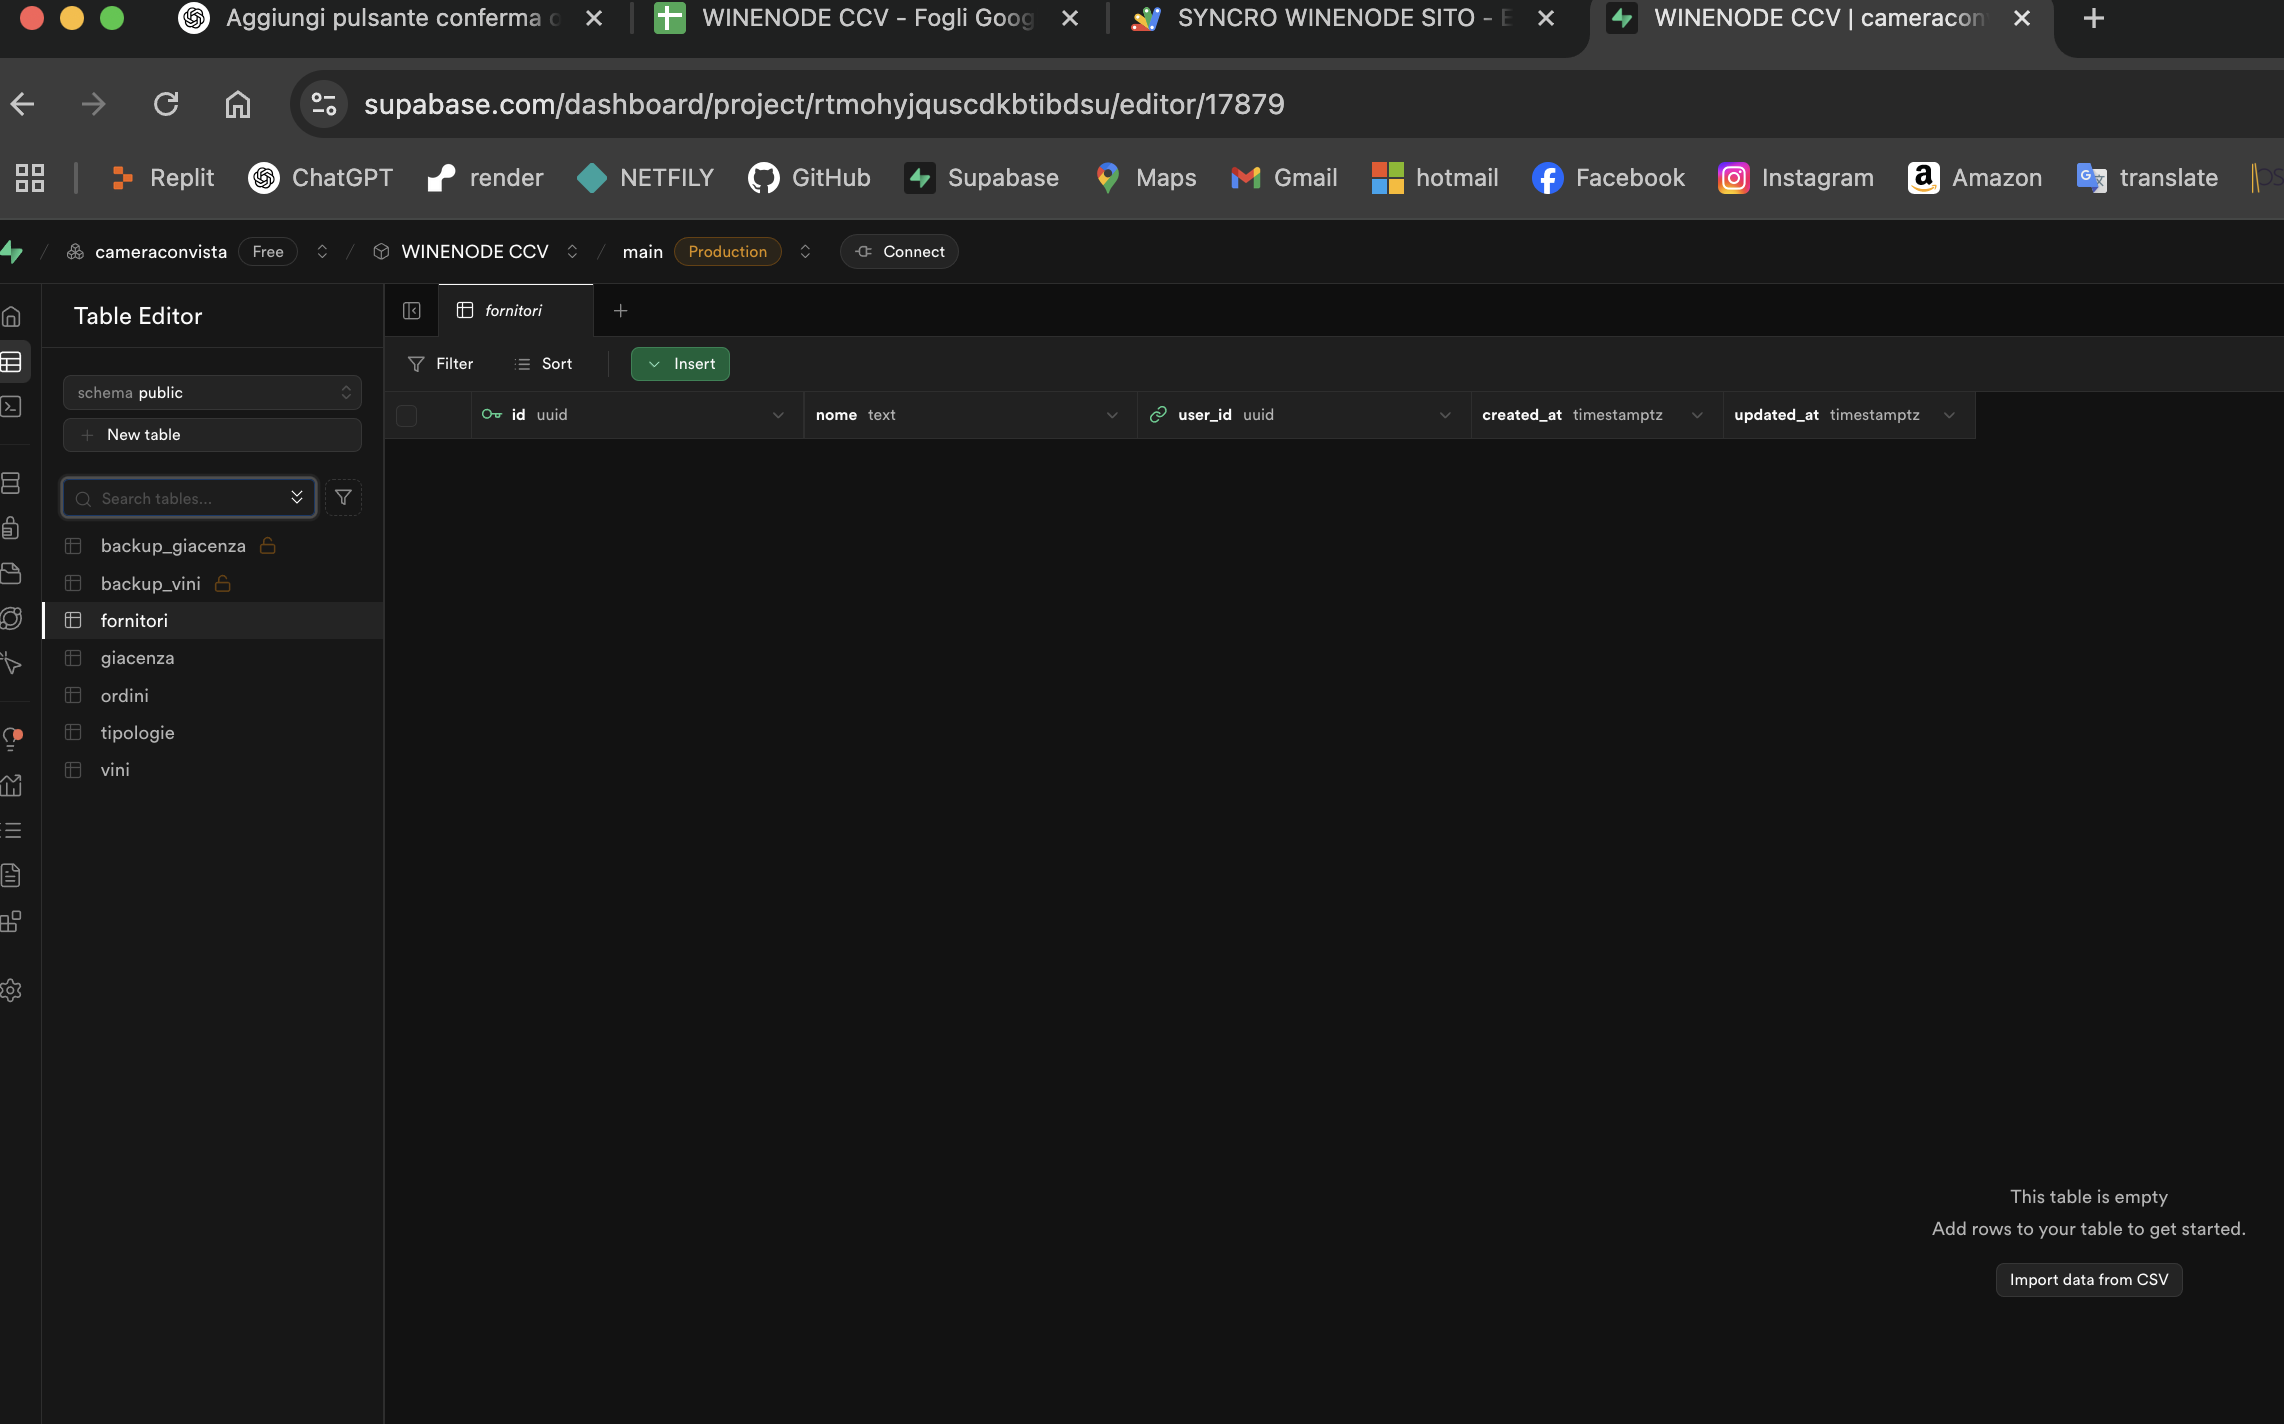 Aggiungi pulsante conferma
WINENODE CCV - Fogli Goog
SYNCRO WINENODE SITO -
WINENODE CCV | cameracon
supabase.com/dashboard/project/rtmohyjquscdkbtibdsu/editor/17879
Replit
ChatGPT
render
NETFILY
GitHub
Supabase
Maps
Gmail
hotmail
Facebook
Instagram
Amazon
translate
cameraconvista
Free
WINENODE CCV
main
Production
Connect
Table Editor
fornitori
Filter
Sort
Insert
schema public
New table
id uuid
nome text
user_id uuid
created_at timestamptz
updated_at timestamptz
Search tables...
backup_giacenza
backup_vini
fornitori
giacenza
ordini
tipologie
vini
This table is empty
Add rows to your table to get started.
Import data from CSV